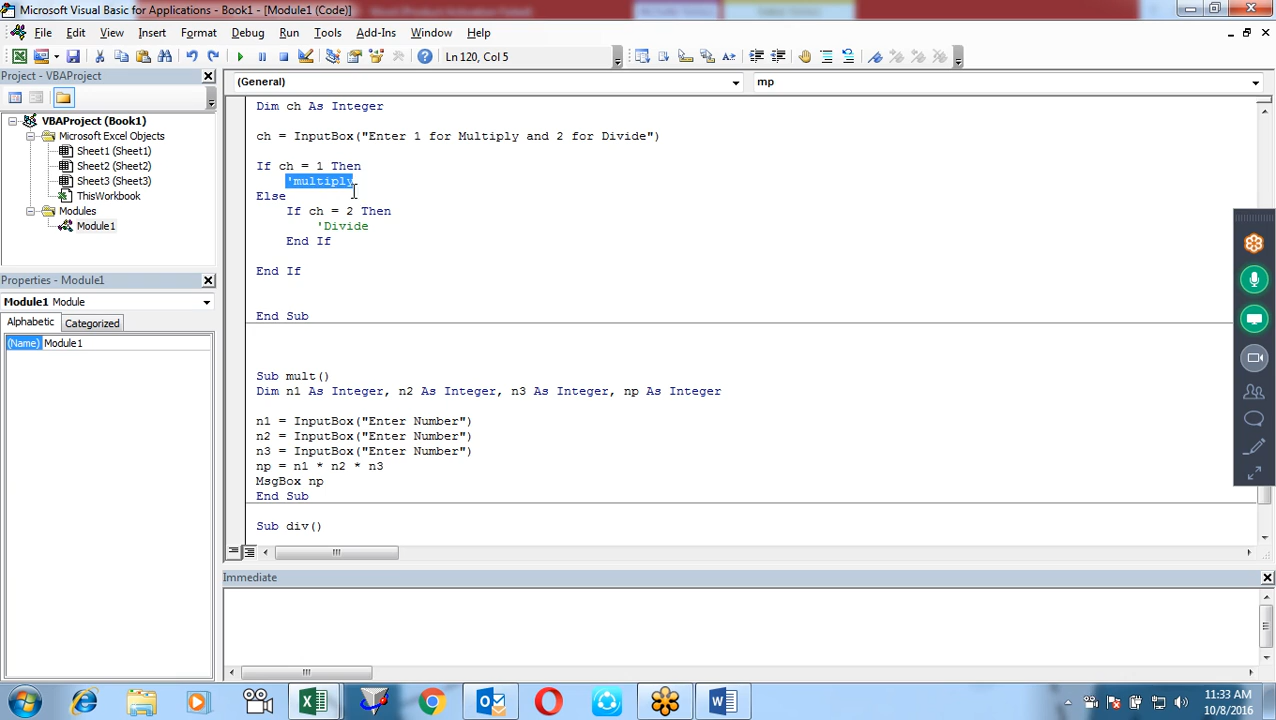 Microsoft Visual Basic for Applications - Book1 - [Module1 (Code)]
File Edit View Insert Format Debug Run Tools Add-Ins Window Help
Ln 120, Col 5
Project - VBAProject
(General)
mp
VBAProject (Book1)
Microsoft Excel Objects
Sheet1 (Sheet1)
Sheet2 (Sheet2)
Sheet3 (Sheet3)
ThisWorkbook
Modules
Module1
Properties - Module1
Module1 Module
Alphabetic Categorized
(Name) Module1
Dim ch As Integer
ch = InputBox("Enter 1 for Multiply and 2 for Divide")
If ch = 1 Then
'multiply
Else
If ch = 2 Then
'Divide
End If
End If
End Sub
Sub mult()
Dim n1 As Integer, n2 As Integer, n3 As Integer, np As Integer
n1 = InputBox("Enter Number")
n2 = InputBox("Enter Number")
n3 = InputBox("Enter Number")
np = n1 * n2 * n3
MsgBox np
End Sub
Sub div()
Immediate
11:33 AM
10/8/2016